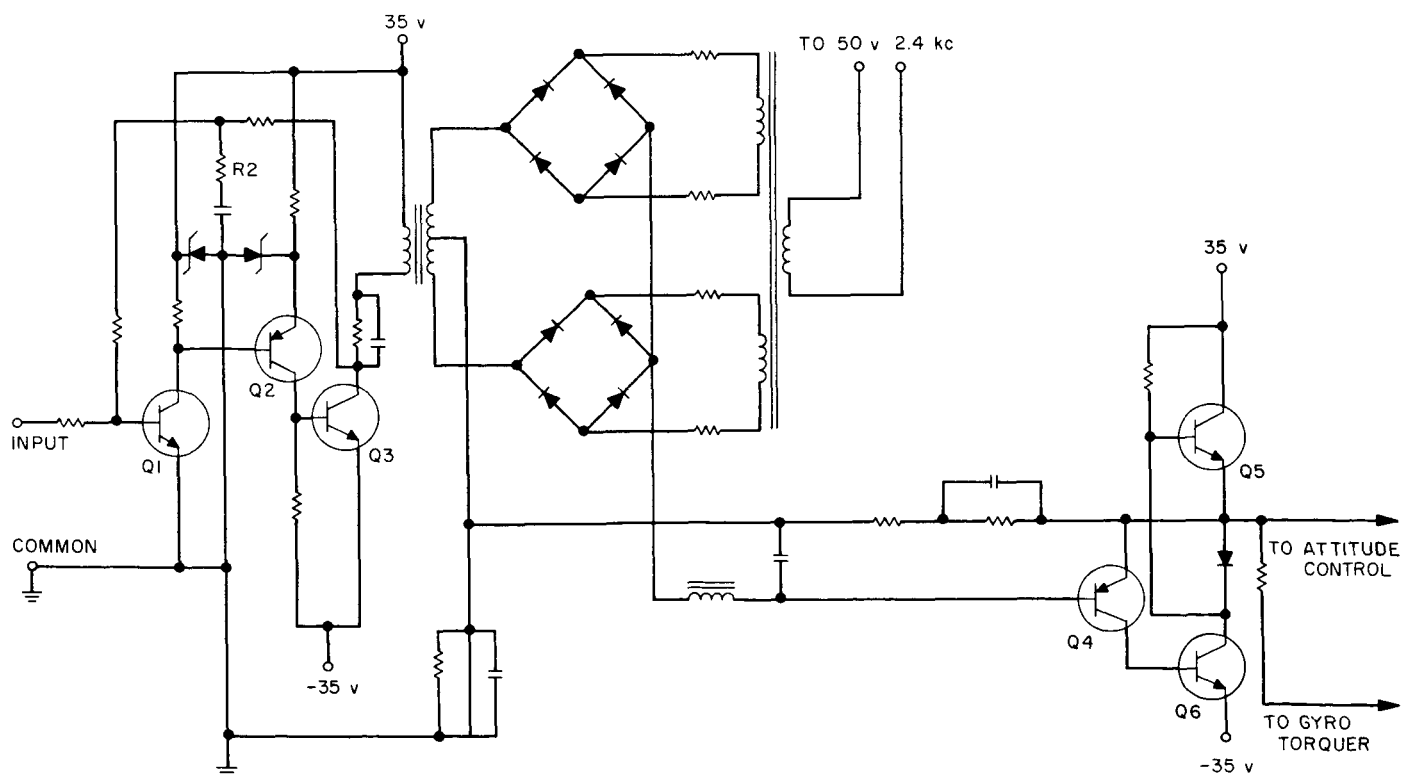 35 v
TO 50 v 2.4 kc
R2
35 v
Q2
Q3
INPUT
Q1
Q5
COMMON
TO ATTITUDE
CONTROL
Q4
-35 v
Q6
TO GYRO
TORQUER
-35 v